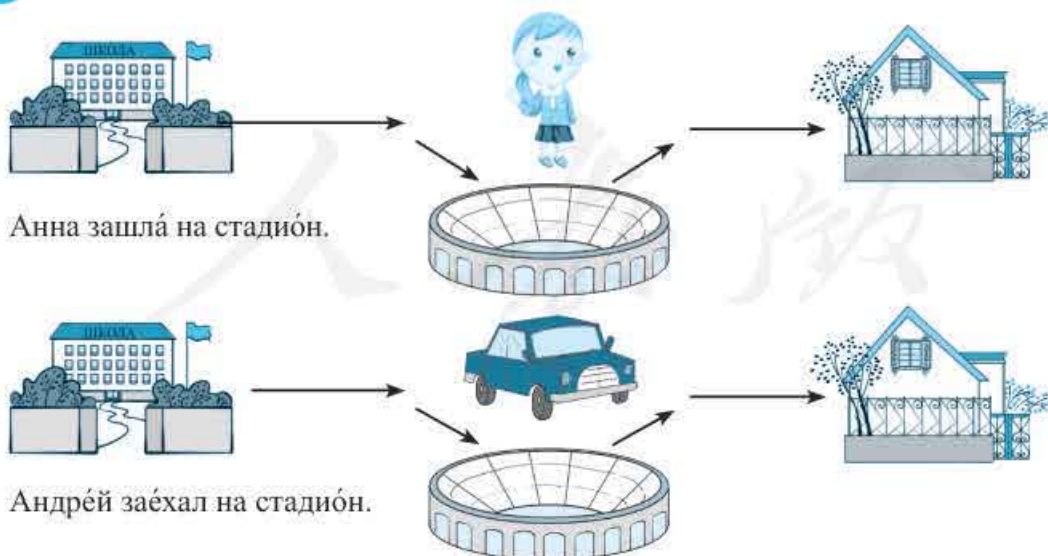 ШКОЛА
Анна зашла́ на стадио́н.
ШКОЛА
Андре́й зае́хал на стадио́н.